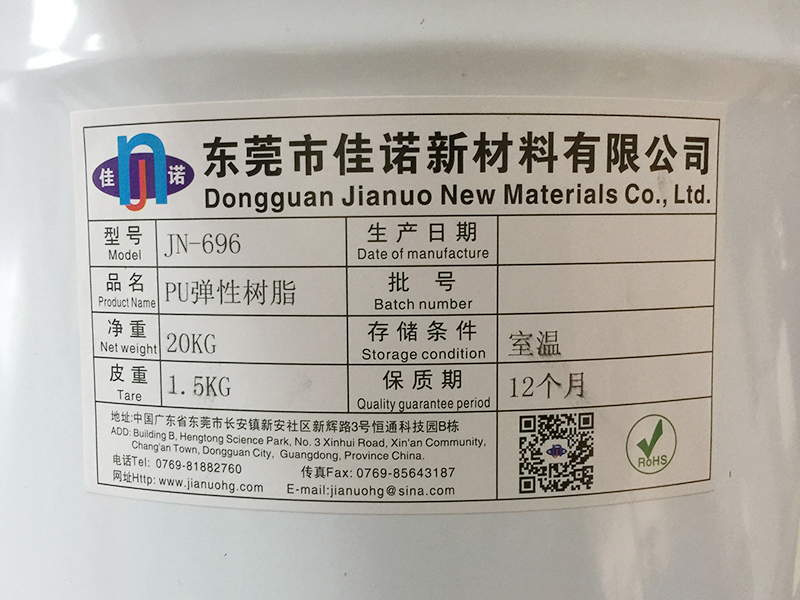 佳 nJ 诺
东莞市佳诺新材料有限公司
Dongguan Jianuo New Materials Co., Ltd.
型号 JN-696 生产日期
Model Date of manufacture
品名 PU弹性树脂 批 号
Product Name Batch number
净重 20KG 存储条件 室温
Net weight Storage condition
皮重 1.5KG 保质期 12个月
Tare Quality guarantee period
地址:中国广东省东莞市长安镇新安社区新辉路3号恒通科技园B栋
ADD: Building B, Hengtong Science Park, No. 3 Xinhui Road, Xin'an Community,
Chang'an Town, Dongguan City, Guangdong, Province China.
电话Tel: 0769-81882760 传真Fax: 0769-85643187
网址Http: www.jianuohg.com E-mail:jianuohg@sina.com
RoHS